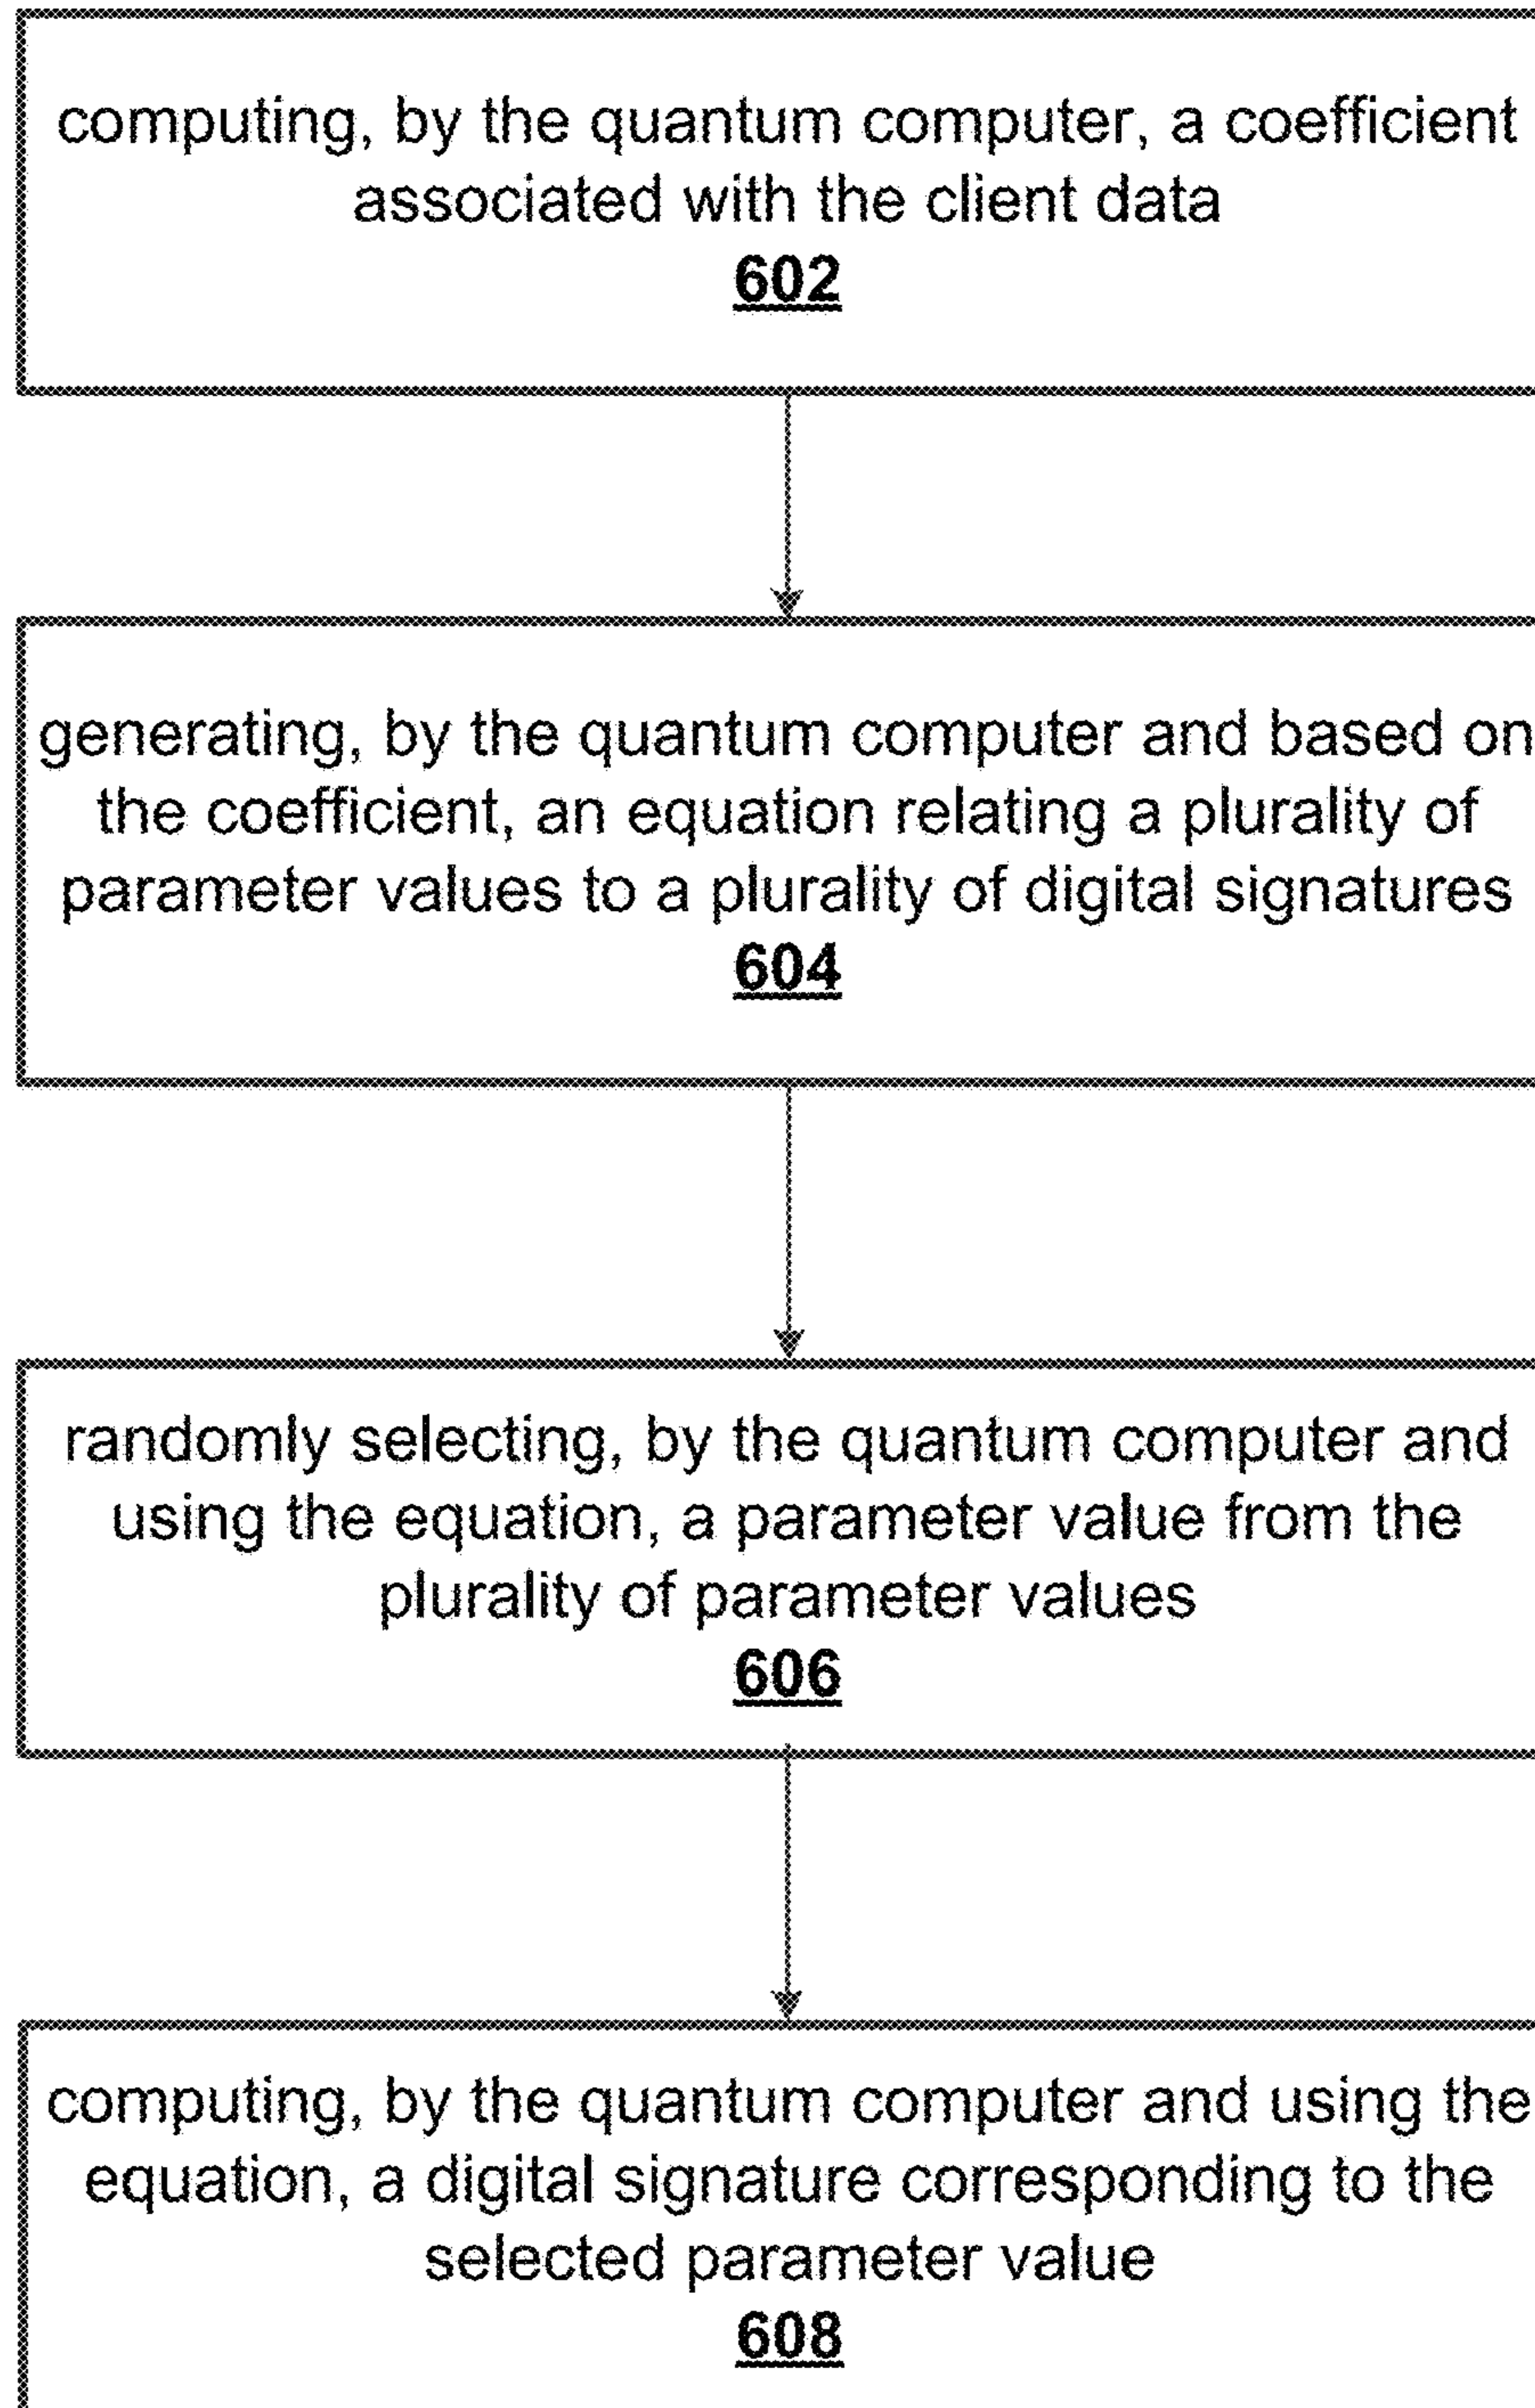 computing, by the quantum computer, a coefficient
associated with the client data
602
generating, by the quantum computer and based on
the coefficient, an equation relating a plurality of
parameter values to a plurality of digital signatures
604
randomly selecting, by the quantum computer and
using the equation, a parameter value from the
plurality of parameter values
606
computing, by the quantum computer and using the
equation, a digital signature corresponding to the
selected parameter value
608